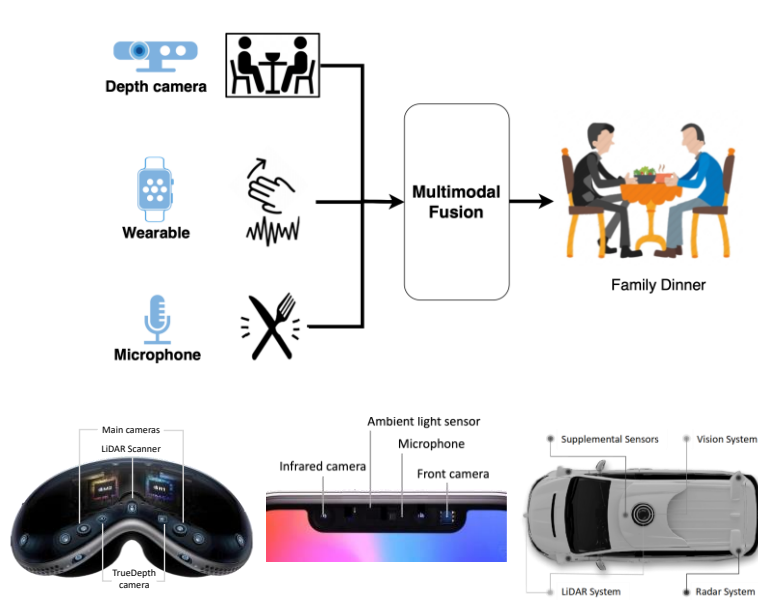 Depth camera
Wearable
Microphone
Multimodal
Fusion
Family Dinner
Main cameras
LiDAR Scanner
TrueDepth
camera
Ambient light sensor
Microphone
Infrared camera
Front camera
Supplemental Sensors
Vision System
LiDAR System
Radar System